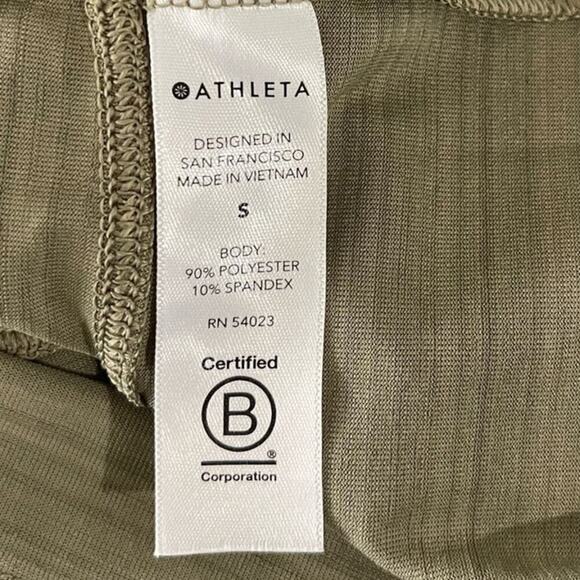 ATHLETA
DESIGNED IN
SAN FRANCISCO
MADE IN VIETNAM
S
BODY:
90% POLYESTER
10% SPANDEX
RN 54023
Certified
B
®
Corporation